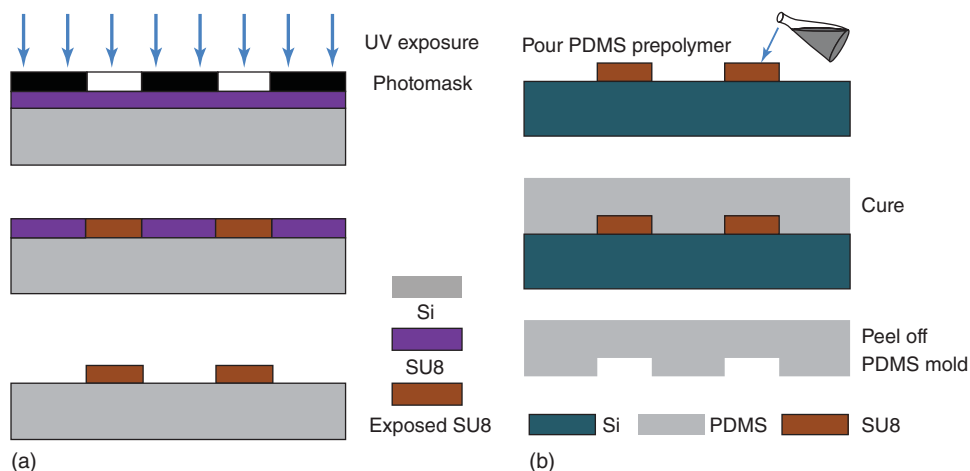 UV exposure
Photomask
Si
SU8
Exposed SU8
(a)
Pour PDMS prepolymer
Cure
Peel off
PDMS mold
Si
PDMS
SU8
(b)